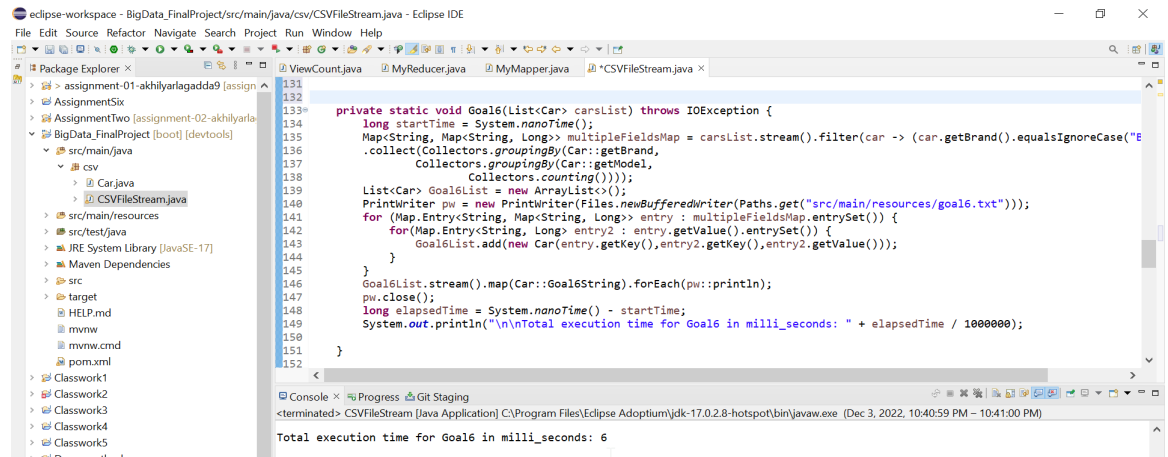 eclipse-workspace - BigData_FinalProject/src/main/java/csv/CSVFileStream.java - Eclipse IDE
File Edit Source Refactor Navigate Search Project Run Window Help
Package Explorer
> assignment-01-akhilyarlagadda9 [assign
AssignmentSix
AssignmentTwo [assignment-02-akhilyarla
BigData_FinalProject [boot] [devtools]
src/main/java
csv
Car.java
CSVFileStream.java
src/main/resources
src/test/java
JRE System Library [JavaSE-17]
Maven Dependencies
src
target
HELP.md
mvnw
mvnw.cmd
pom.xml
Classwork1
Classwork2
Classwork3
Classwork4
Classwork5
ViewCount.java MyReducer.java MyMapper.java *CSVFileStream.java
131
132
133 private static void Goal6(List<Car> carsList) throws IOException {
134 long startTime = System.nanoTime();
135 Map<String, Map<String, Long>> multipleFieldsMap = carsList.stream().filter(car -> (car.getBrand().equalsIgnoreCase("B
136 .collect(Collectors.groupingBy(Car::getBrand,
137 Collectors.groupingBy(Car::getModel,
138 Collectors.counting())));
139 List<Car> Goal6List = new ArrayList<>();
140 PrintWriter pw = new PrintWriter(Files.newBufferedWriter(Paths.get("src/main/resources/goal6.txt")));
141 for (Map.Entry<String, Map<String, Long>> entry : multipleFieldsMap.entrySet()) {
142 for(Map.Entry<String, Long> entry2 : entry.getValue().entrySet()) {
143 Goal6List.add(new Car(entry.getKey(),entry2.getKey(),entry2.getValue()));
144 }
145 }
146 Goal6List.stream().map(Car::Goal6String).forEach(pw::println);
147 pw.close();
148 long elapsedTime = System.nanoTime() - startTime;
149 System.out.println("\n\nTotal execution time for Goal6 in milli_seconds: " + elapsedTime / 1000000);
150
151 }
152
Console Progress Git Staging
<terminated> CSVFileStream [Java Application] C:\Program Files\Eclipse Adoptium\jdk-17.0.2.8-hotspot\bin\javaw.exe (Dec 3, 2022, 10:40:59 PM – 10:41:00 PM)
Total execution time for Goal6 in milli_seconds: 6